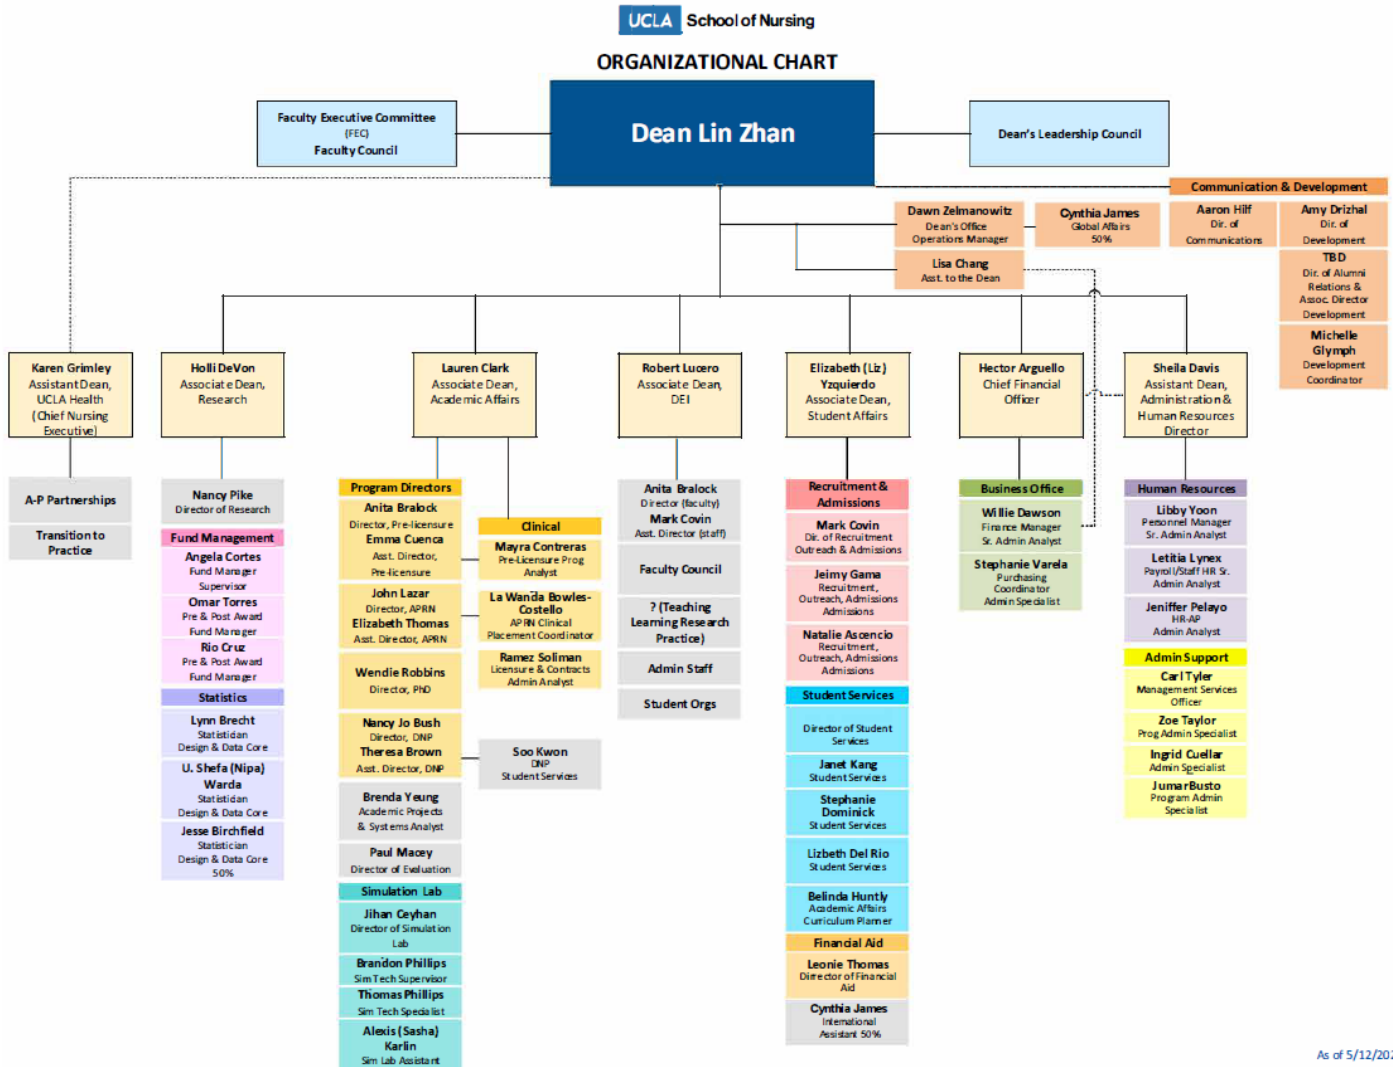 UCLA School of Nursing
ORGANIZATIONAL CHART
Faculty Executive Committee
(FEC)
Faculty Council
Dean Lin Zhan
Dean's Leadership Council
Communication & Development
Dawn Zelmanowitz
Dean's Office
Operations Manager
Cynthia James
Global Affairs
50%
Aaron Hilf
Dir. of
Communications
Amy Drizhal
Dir. of
Development
Lisa Chang
Asst. to the Dean
TBD
Dir. of Alumni
Relations &
Assoc. Director
Development
Michelle
Glymph
Development
Coordinator
Karen Grimley
Assistant Dean,
UCLA Health
(Chief Nursing
Executive)
Holli DeVon
Associate Dean,
Research
Lauren Clark
Associate Dean,
Academic Affairs
Robert Lucero
Associate Dean,
DEI
Elizabeth (Liz)
Yzquierdo
Associate Dean,
Student Affairs
Hector Arguello
Chief Financial
Officer
Sheila Davis
Assistant Dean,
Administration &
Human Resources
Director
A-P Partnerships
Transition to
Practice
Nancy Pike
Director of Research
Fund Management
Angela Cortes
Fund Manager
Supervisor
Omar Torres
Pre & Post Award
Fund Manager
Rio Cruz
Pre & Post Award
Fund Manager
Statistics
Lynn Brecht
Statistician
Design & Data Core
U. Shefa (Nipa)
Warda
Statistician
Design & Data Core
Jesse Birchfield
Statistician
Design & Data Core
50%
Program Directors
Anita Bralock
Director, Pre-licensure
Emma Cuenca
Asst. Director,
Pre-licensure
John Lazar
Director, APRN
Elizabeth Thomas
Asst. Director, APRN
Wendie Robbins
Director, PhD
Nancy Jo Bush
Director, DNP
Theresa Brown
Asst. Director, DNP
Brenda Yeung
Academic Projects
& Systems Analyst
Paul Macey
Director of Evaluation
Simulation Lab
Jihan Ceyhan
Director of Simulation
Lab
Brandon Phillips
Sim Tech Supervisor
Thomas Phillips
Sim Tech Specialist
Alexis (Sasha)
Karlin
Sim Lab Assistant
Clinical
Mayra Contreras
Pre-Licensure Prog
Analyst
La Wanda Bowles-
Costello
APRN Clinical
Placement Coordinator
Ramez Soliman
Licensure & Contracts
Admin Analyst
Soo Kwon
DNP
Student Services
Anita Bralock
Director (faculty)
Mark Covin
Asst. Director (staff)
Faculty Council
? (Teaching
Learning Research
Practice)
Admin Staff
Student Orgs
Recruitment &
Admissions
Mark Covin
Dir. of Recruitment
Outreach & Admissions
Jeimy Gama
Recruitment,
Outreach, Admissions
Admissions
Natalie Ascencio
Recruitment,
Outreach, Admissions
Admissions
Student Services
Director of Student
Services
Janet Kang
Student Services
Stephanie
Dominick
Student Services
Lizbeth Del Rio
Student Services
Belinda Huntly
Academic Affairs
Curriculum Planner
Financial Aid
Leonie Thomas
Dirrector of Financial
Aid
Cynthia James
International
Assistant 50%
Business Office
Willie Dawson
Finance Manager
Sr. Admin Analyst
Stephanie Varela
Purchasing
Coordinator
Admin Specialist
Human Resources
Libby Yoon
Personnel Manager
Sr. Admin Analyst
Letitia Lynex
Payroll/Staff HR Sr.
Admin Analyst
Jeniffer Pelayo
HR-AP
Admin Analyst
Admin Support
Carl Tyler
Management Services
Officer
Zoe Taylor
Prog Admin Specialist
Ingrid Cuellar
Admin Specialist
Jumar Busto
Program Admin
Specialist
As of 5/12/202